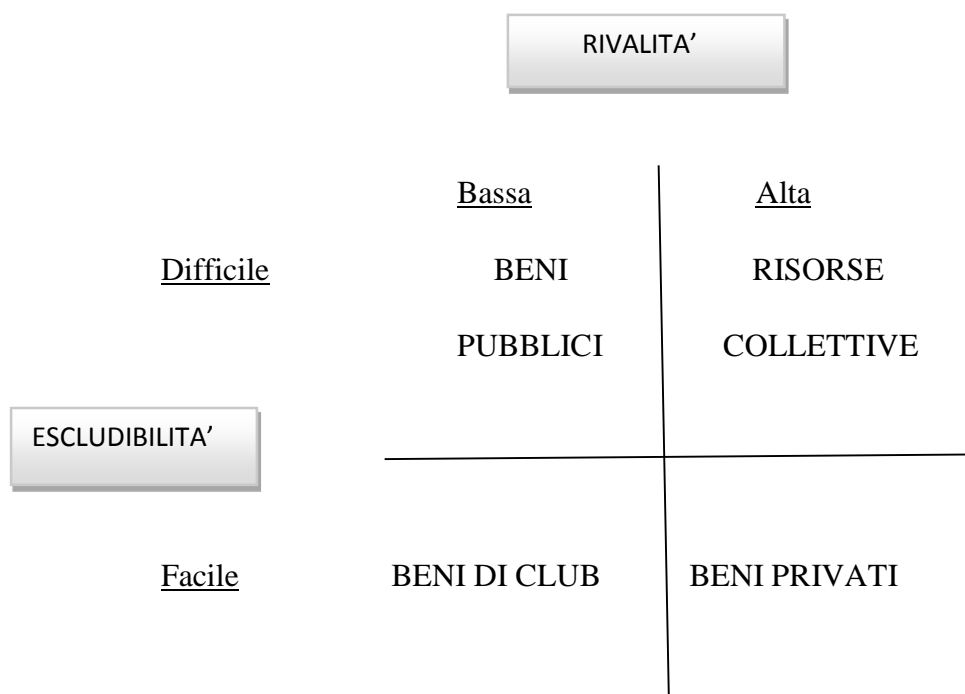 RIVALITA’
Bassa Alta
Difficile BENI RISORSE
PUBBLICI COLLETTIVE
ESCLUDIBILITA’
Facile BENI DI CLUB BENI PRIVATI